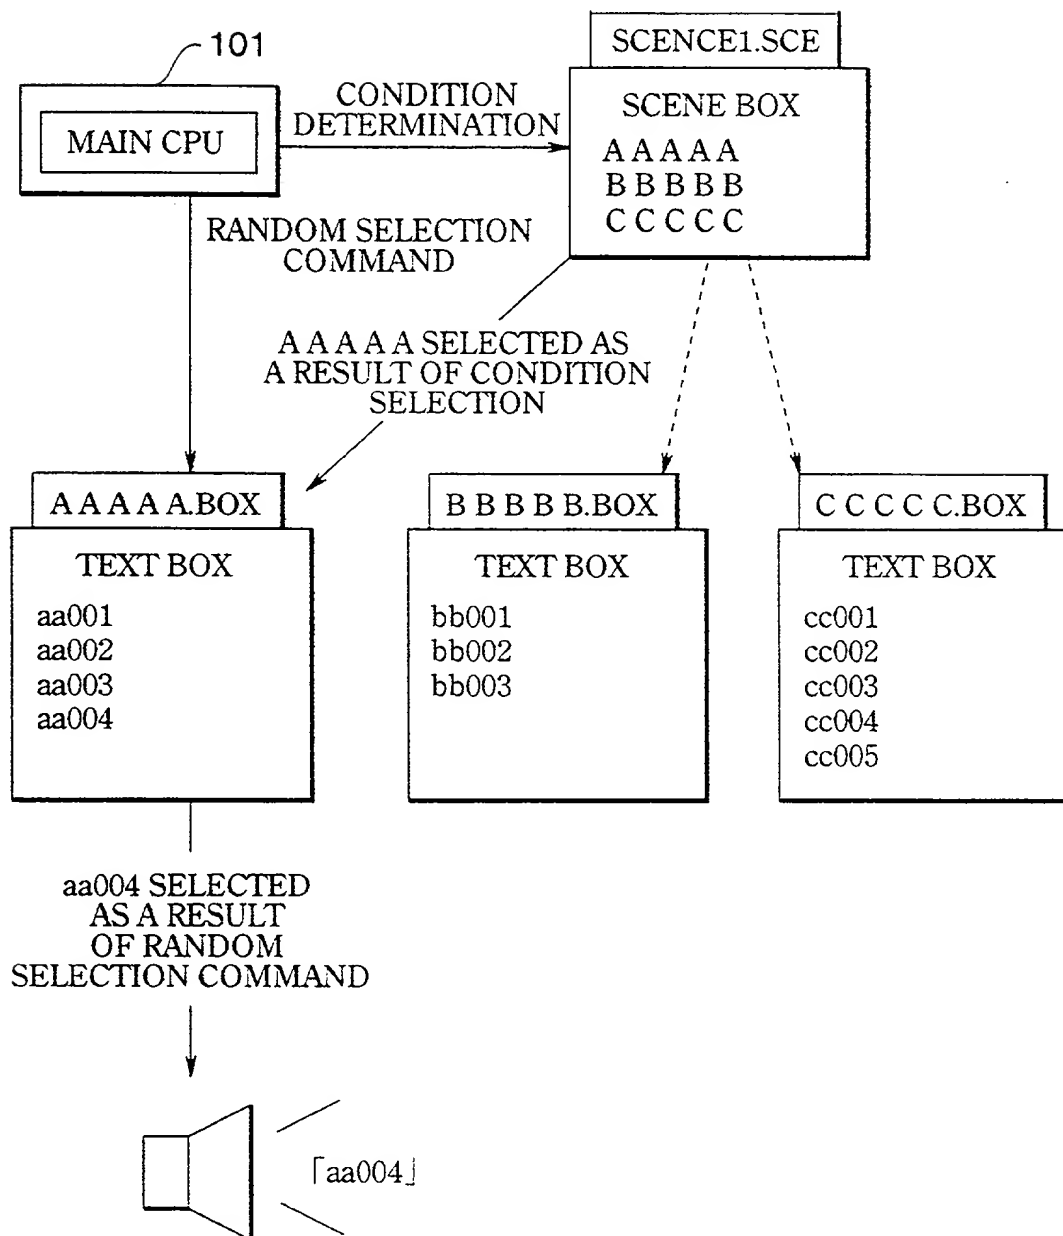 101
MAIN CPU
CONDITION
DETERMINATION
SCENCE1.SCE
SCENE BOX
A A A A A
B B B B B
C C C C C
RANDOM SELECTION
COMMAND
A A A A A SELECTED AS
A RESULT OF CONDITION
SELECTION
A A A A A.BOX
TEXT BOX
aa001
aa002
aa003
aa004
B B B B B.BOX
TEXT BOX
bb001
bb002
bb003
C C C C C.BOX
TEXT BOX
cc001
cc002
cc003
cc004
cc005
aa004 SELECTED
AS A RESULT
OF RANDOM
SELECTION COMMAND
「aa004」